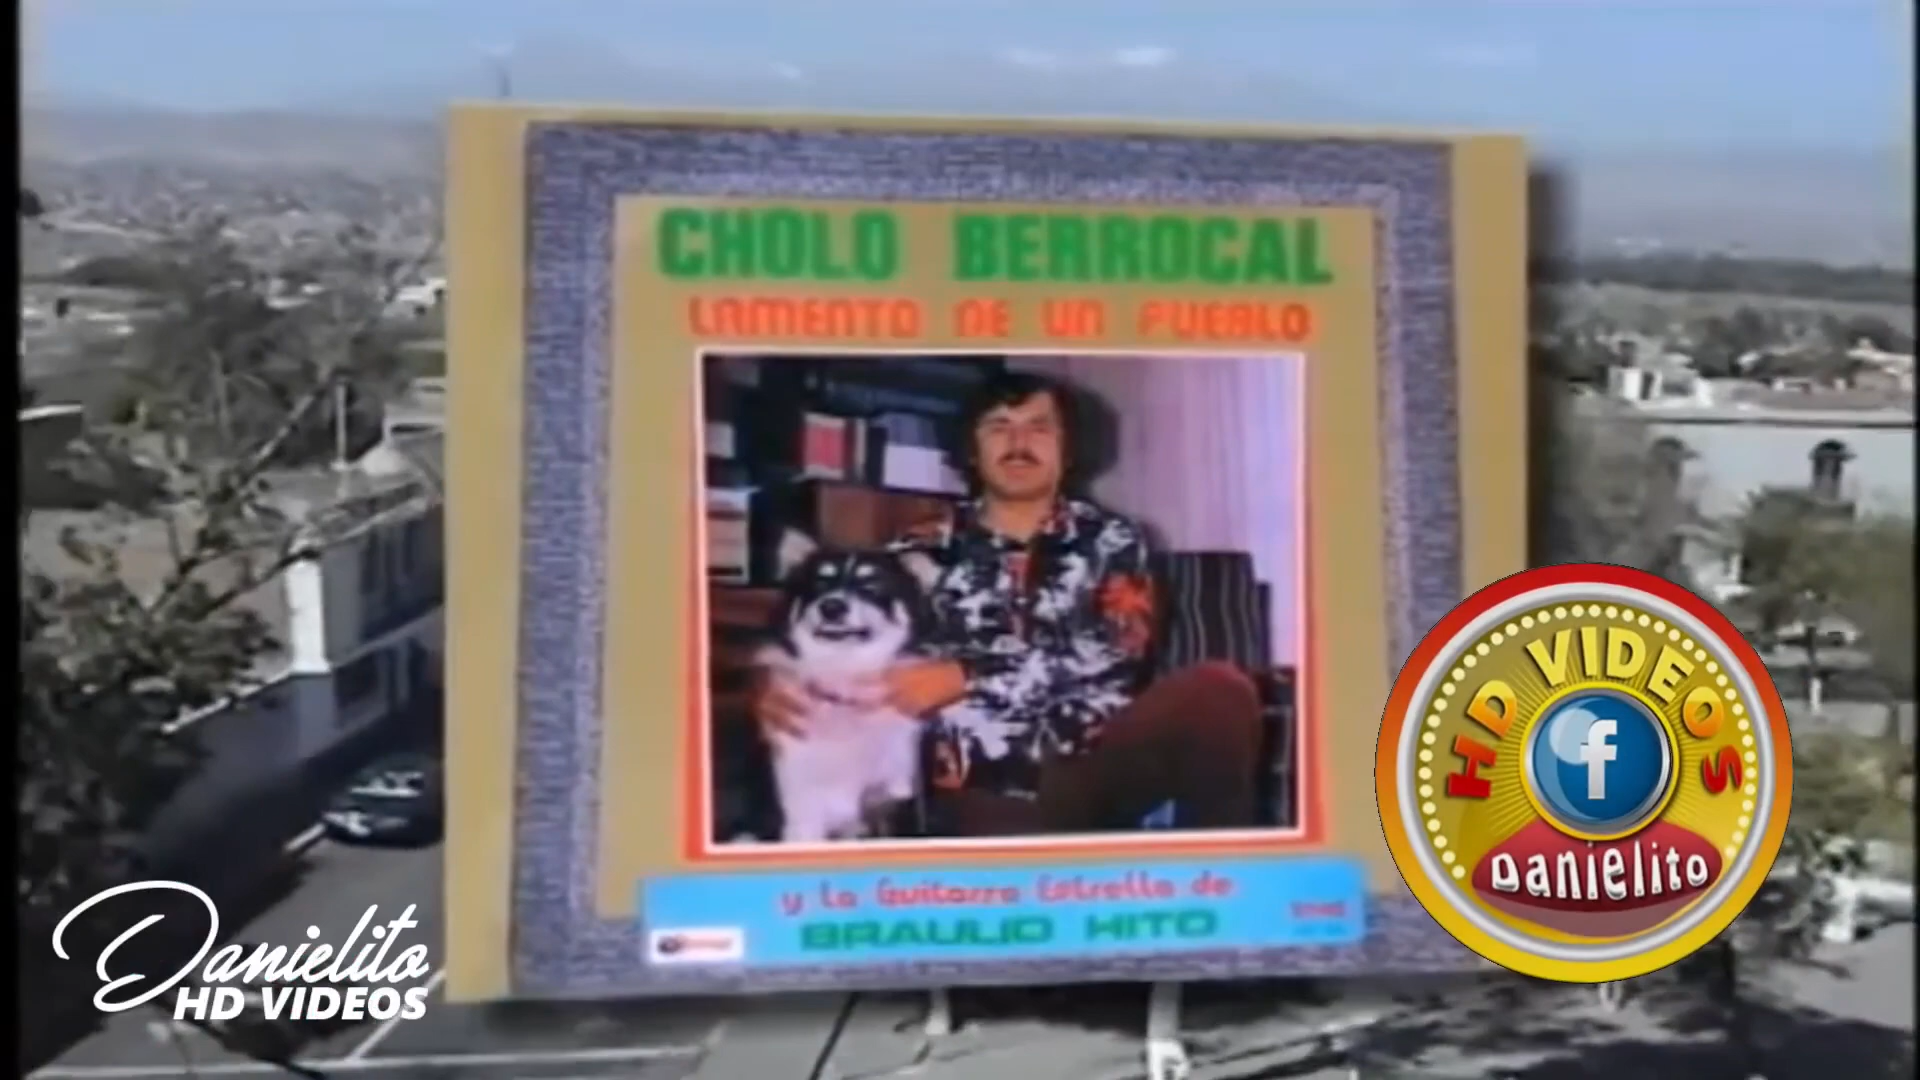 CHOLO BERROCAL
LAMENTO DE UN PUEBLO
y la Guitarra Estrella de
BRAULIO HITO
HD VIDEOS
f
Danielito
Danielito
HD VIDEOS